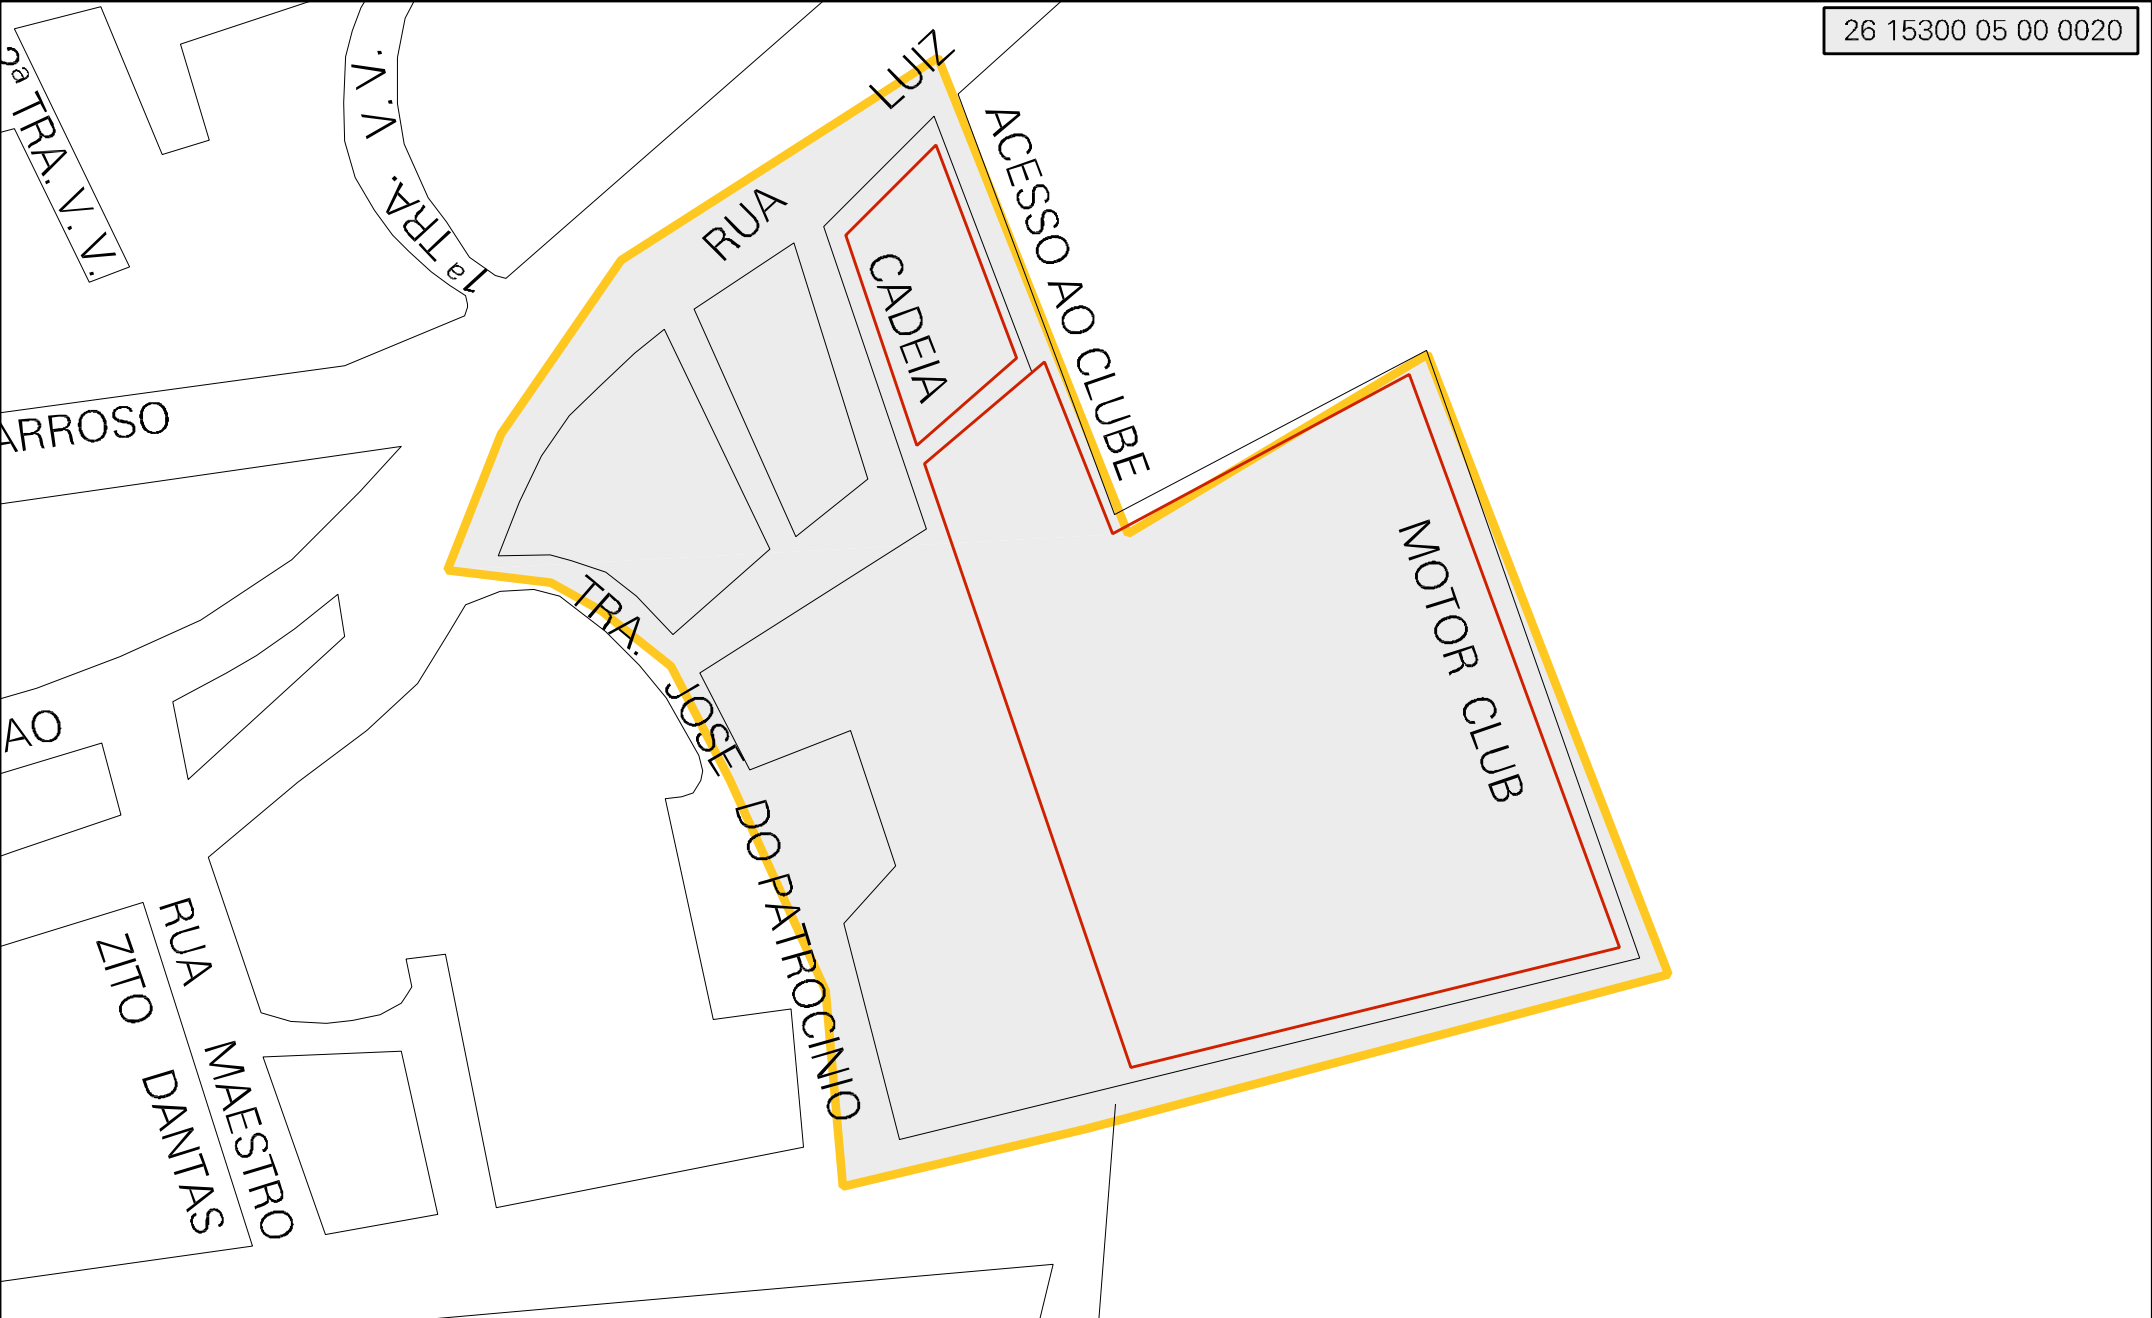 26 15300 05 00 0020
2ª TRA. V. V.
1ª TRA. V. V.
RUA LUIZ
ACESSO AO CLUBE
CADEIA
ARROSO
MOTOR CLUB
TRA. JOSE DO PATROCINIO
AO
RUA MAESTRO
ZITO DANTAS